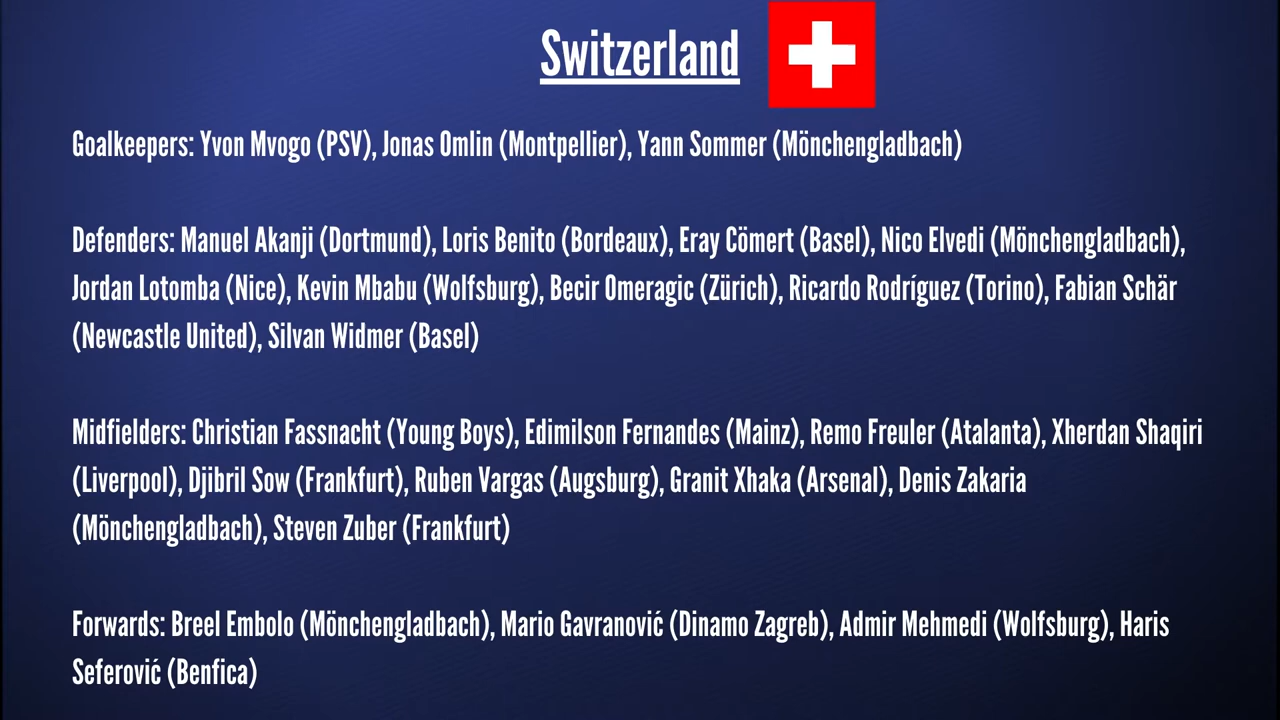 Switzerland
Goalkeepers: Yvon Mvogo (PSV), Jonas Omlin (Montpellier), Yann Sommer (Mönchengladbach)
Defenders: Manuel Akanji (Dortmund), Loris Benito (Bordeaux), Eray Cömert (Basel), Nico Elvedi (Mönchengladbach),
Jordan Lotomba (Nice), Kevin Mbabu (Wolfsburg), Becir Omeragic (Zürich), Ricardo Rodríguez (Torino), Fabian Schär
(Newcastle United), Silvan Widmer (Basel)
Midfielders: Christian Fassnacht (Young Boys), Edimilson Fernandes (Mainz), Remo Freuler (Atalanta), Xherdan Shaqiri
(Liverpool), Djibril Sow (Frankfurt), Ruben Vargas (Augsburg), Granit Xhaka (Arsenal), Denis Zakaria
(Mönchengladbach), Steven Zuber (Frankfurt)
Forwards: Breel Embolo (Mönchengladbach), Mario Gavranović (Dinamo Zagreb), Admir Mehmedi (Wolfsburg), Haris
Seferović (Benfica)